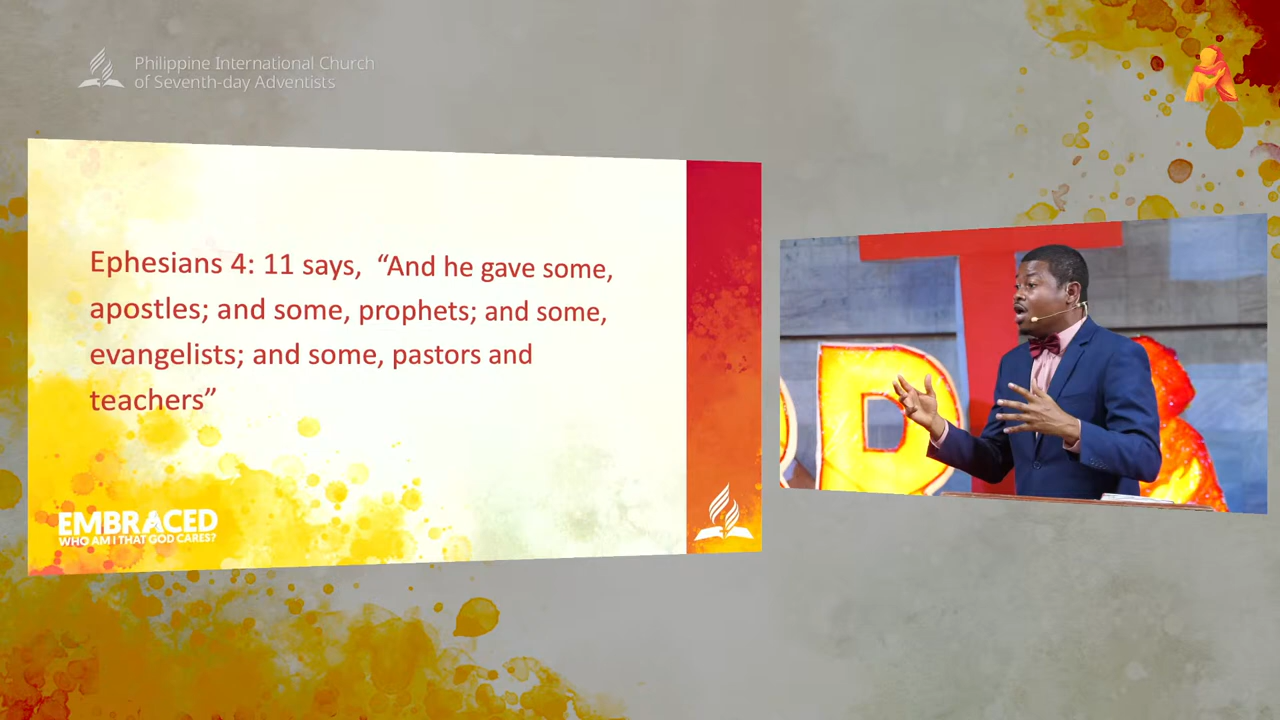 Philippine International Church
of Seventh-day Adventists
Ephesians 4: 11 says, “And he gave some,
apostles; and some, prophets; and some,
evangelists; and some, pastors and
teachers”
EMBRACED
WHO AM I THAT GOD CARES?
T
D